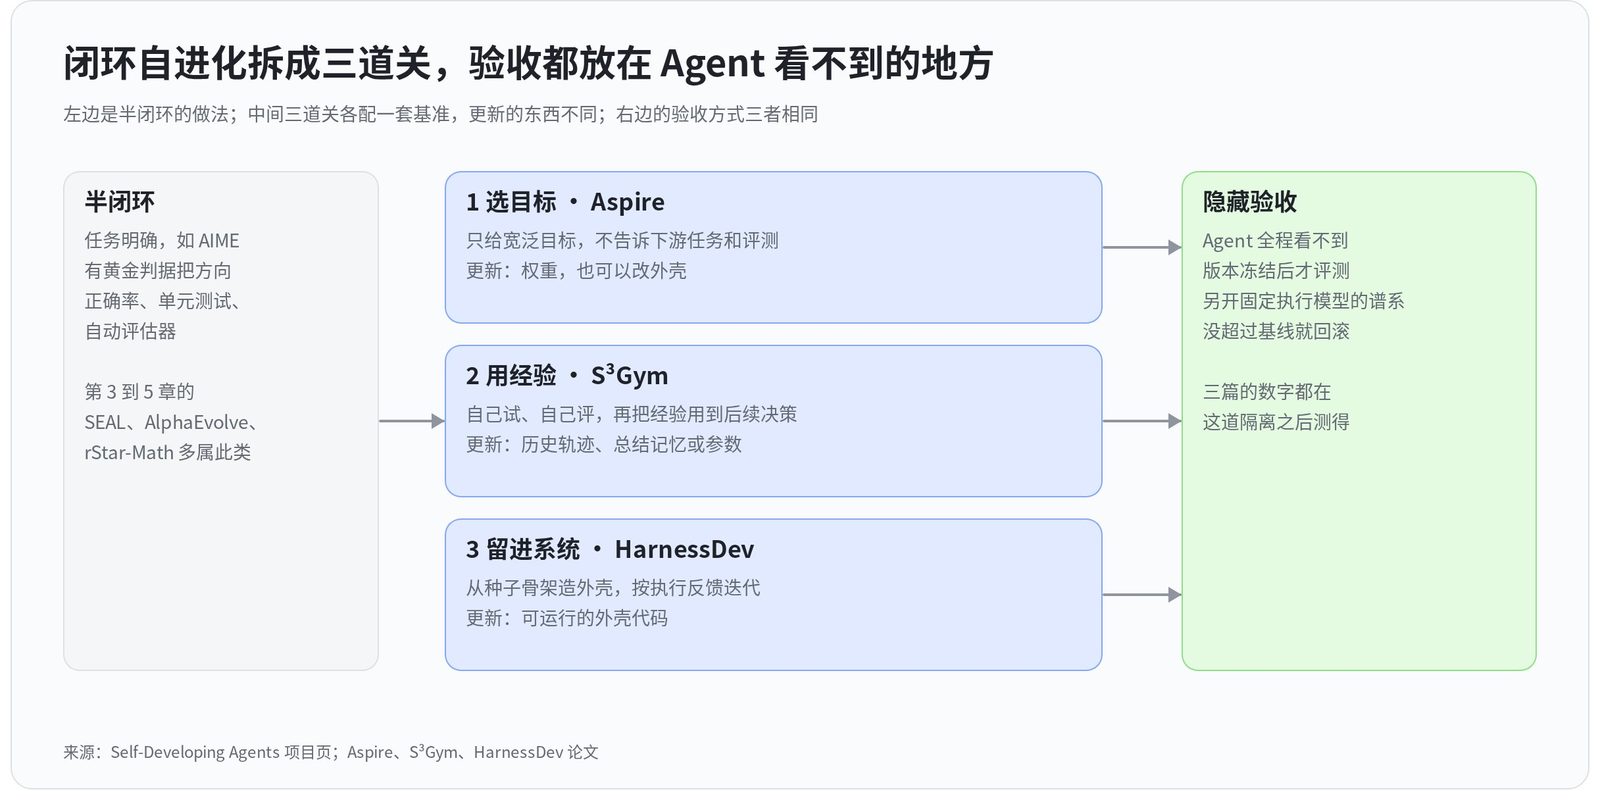 闭环自进化拆成三道关，验收都放在 Agent 看不到的地方
左边是半闭环的做法；中间三道关各配一套基准，更新的东西不同；右边的验收方式三者相同
半闭环
任务明确，如 AIME
有黄金判据把方向
正确率、单元测试、
自动评估器
第 3 到 5 章的
SEAL、AlphaEvolve、
rStar-Math 多属此类
1 选目标 · Aspire
只给宽泛目标，不告诉下游任务和评测
更新：权重，也可以改外壳
2 用经验 · S³Gym
自己试、自己评，再把经验用到后续决策
更新：历史轨迹、总结记忆或参数
3 留进系统 · HarnessDev
从种子骨架造外壳，按执行反馈迭代
更新：可运行的外壳代码
隐藏验收
Agent 全程看不到
版本冻结后才评测
另开固定执行模型的谱系
没超过基线就回滚
三篇的数字都在
这道隔离之后测得
来源：Self-Developing Agents 项目页；Aspire、S³Gym、HarnessDev 论文